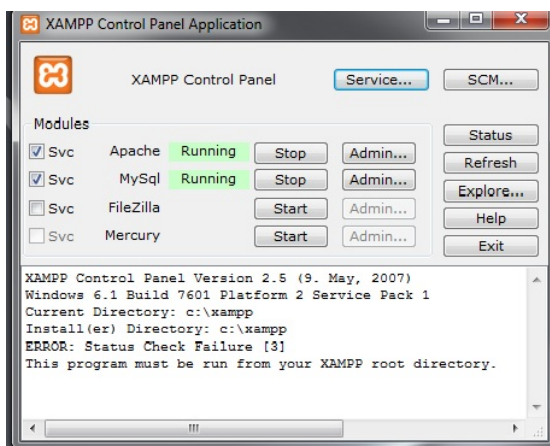 XAMPP Control Panel Application
XAMPP Control Panel
Service...
SCM...
Modules
Svc Apache Running Stop Admin...
Svc MySql Running Stop Admin...
Svc FileZilla Start Admin...
Svc Mercury Start Admin...
Status
Refresh
Explore...
Help
Exit
XAMPP Control Panel Version 2.5 (9. May, 2007)
Windows 6.1 Build 7601 Platform 2 Service Pack 1
Current Directory: c:\xampp
Install(er) Directory: c:\xampp
ERROR: Status Check Failure [3]
This program must be run from your XAMPP root directory.